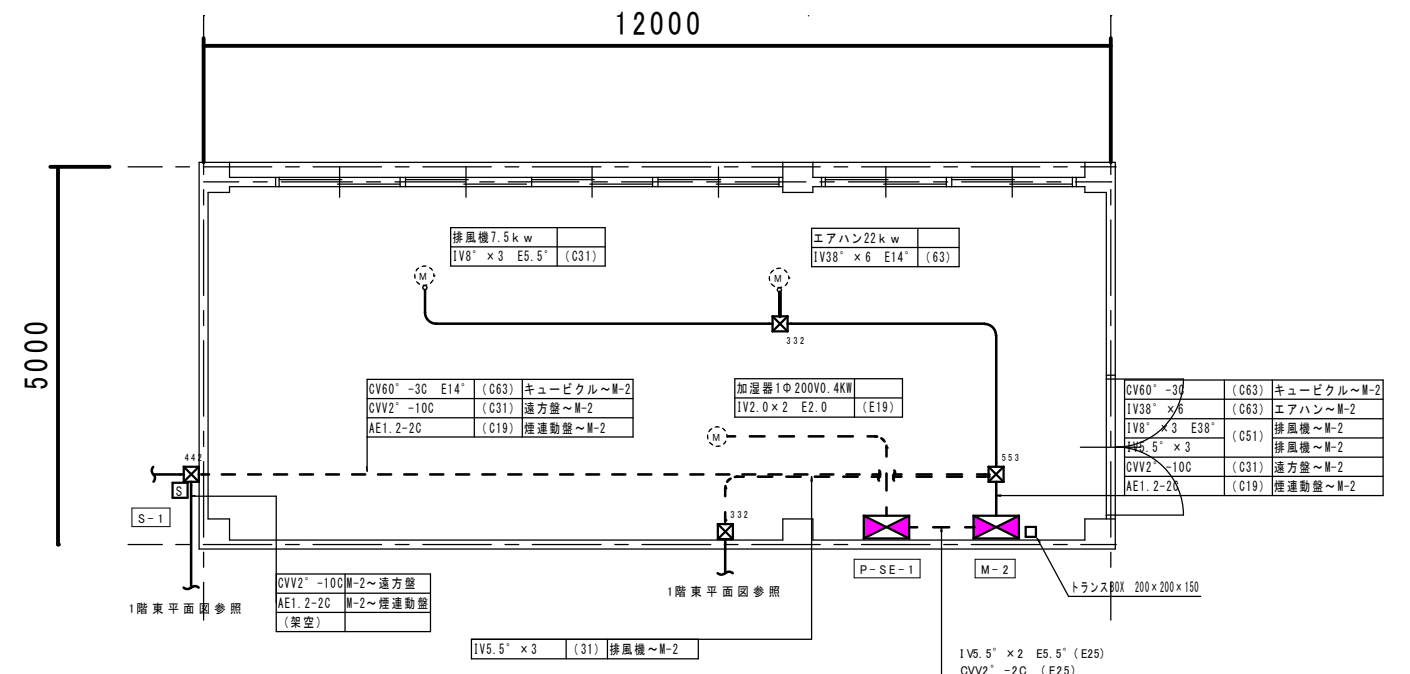 12000
5000
排風機7.5kw
IV8° ×3 E5.5° (C31)
エアハン22kw
IV38° ×6 E14° (63)
M
M
332
CV60° -3C E14° (C63) キュービクル～M-2
CVV2° -10C (C31) 遠方盤～M-2
AE1.2-2C (C19) 煙連動盤～M-2
加湿器1Φ200V0.4KW
IV2.0×2 E2.0 (E19)
CV60° -3C (C63) キュービクル～M-2
IV38° ×6 (C63) エアハン～M-2
IV8° ×3 E38° (C51) 排風機～M-2
IV5.5° ×3 排風機～M-2
CVV2° -10C (C31) 遠方盤～M-2
AE1.2-2C (C19) 煙連動盤～M-2
M
442
553
S
S-1
332
P-SE-1
M-2
トランスBOX 200×200×150
1階東平面図参照
1階東平面図参照
CVV2° -10C M-2～遠方盤
AE1.2-2C M-2～煙連動盤
(架空)
IV5.5° ×3 (31) 排風機～M-2
IV5.5° ×2 E5.5° (E25)
CVV2° -2C (E25)